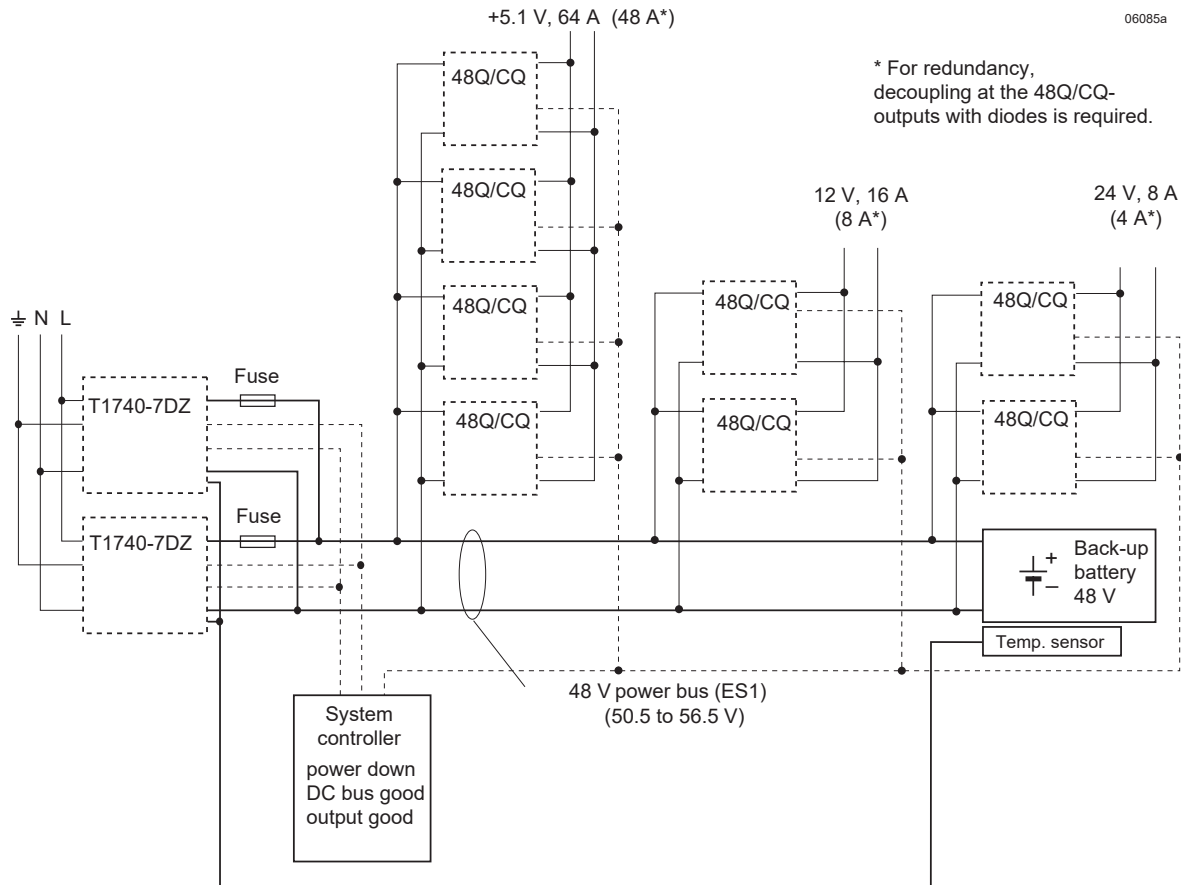 +5.1 V, 64 A (48 A*)
06085a
* For redundancy,
decoupling at the 48Q/CQ-
outputs with diodes is required.
48Q/CQ
48Q/CQ
48Q/CQ
48Q/CQ
12 V, 16 A
(8 A*)
24 V, 8 A
(4 A*)
48Q/CQ
48Q/CQ
48Q/CQ
48Q/CQ
N L
Fuse
T1740-7DZ
Fuse
T1740-7DZ
+
–
Back-up
battery
48 V
Temp. sensor
48 V power bus (ES1)
(50.5 to 56.5 V)
System
controller
power down
DC bus good
output good